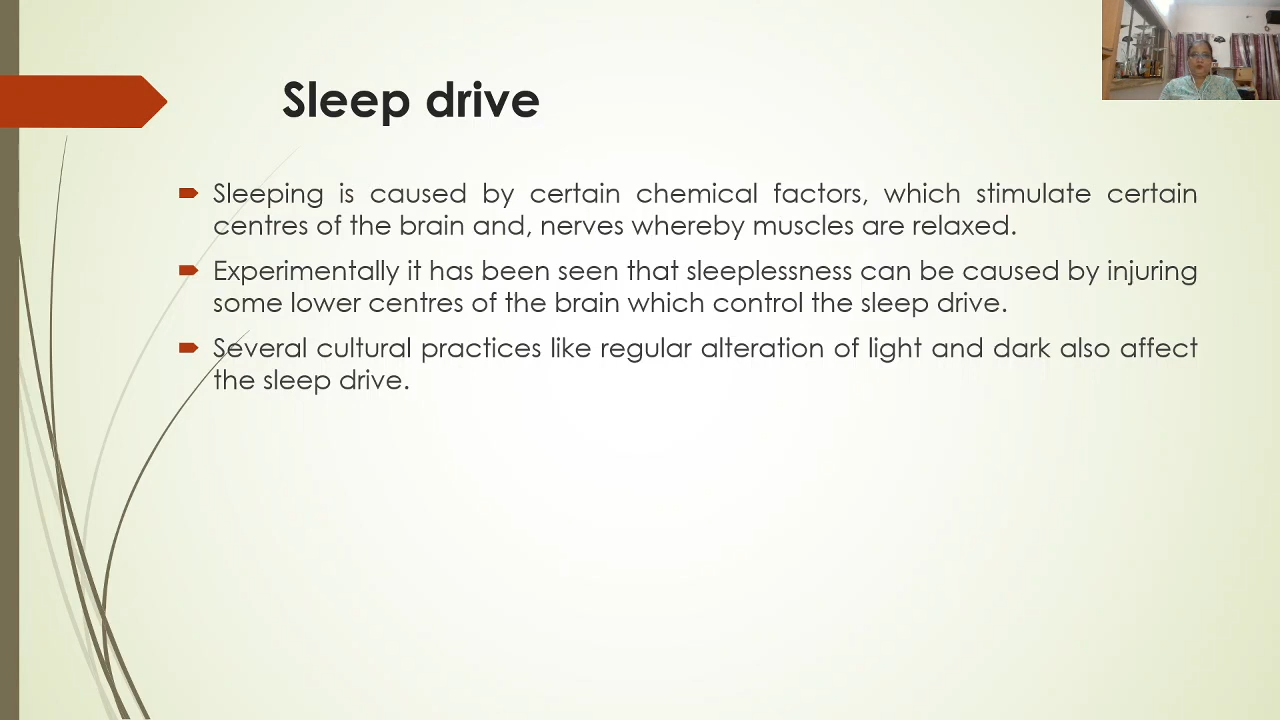 Sleep drive
Sleeping is caused by certain chemical factors, which stimulate certain
centres of the brain and, nerves whereby muscles are relaxed.
Experimentally it has been seen that sleeplessness can be caused by injuring
some lower centres of the brain which control the sleep drive.
Several cultural practices like regular alteration of light and dark also affect
the sleep drive.